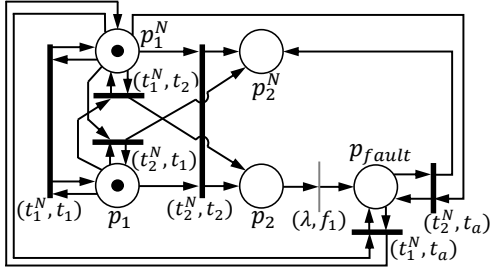 p_1^N
(t_1^N, t_2)
p_2^N
p_fault
(t_2^N, t_1)
(t_1^N, t_1)
p_1
(t_2^N, t_2)
p_2
(λ, f_1)
(t_2^N, t_a)
(t_1^N, t_a)